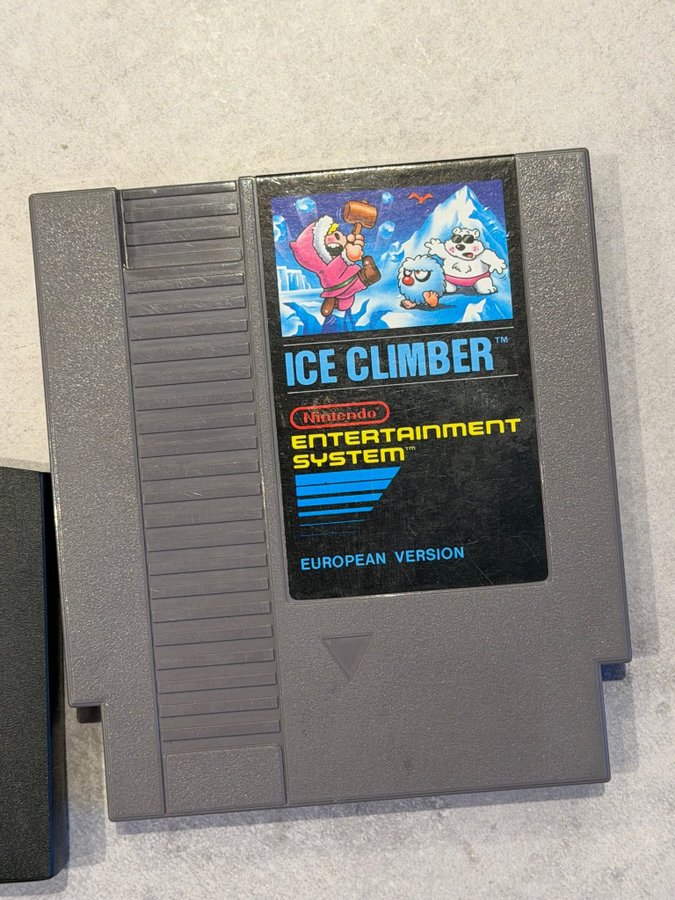 ICE CLIMBER™
Nintendo®
ENTERTAINMENT
SYSTEM™
EUROPEAN VERSION